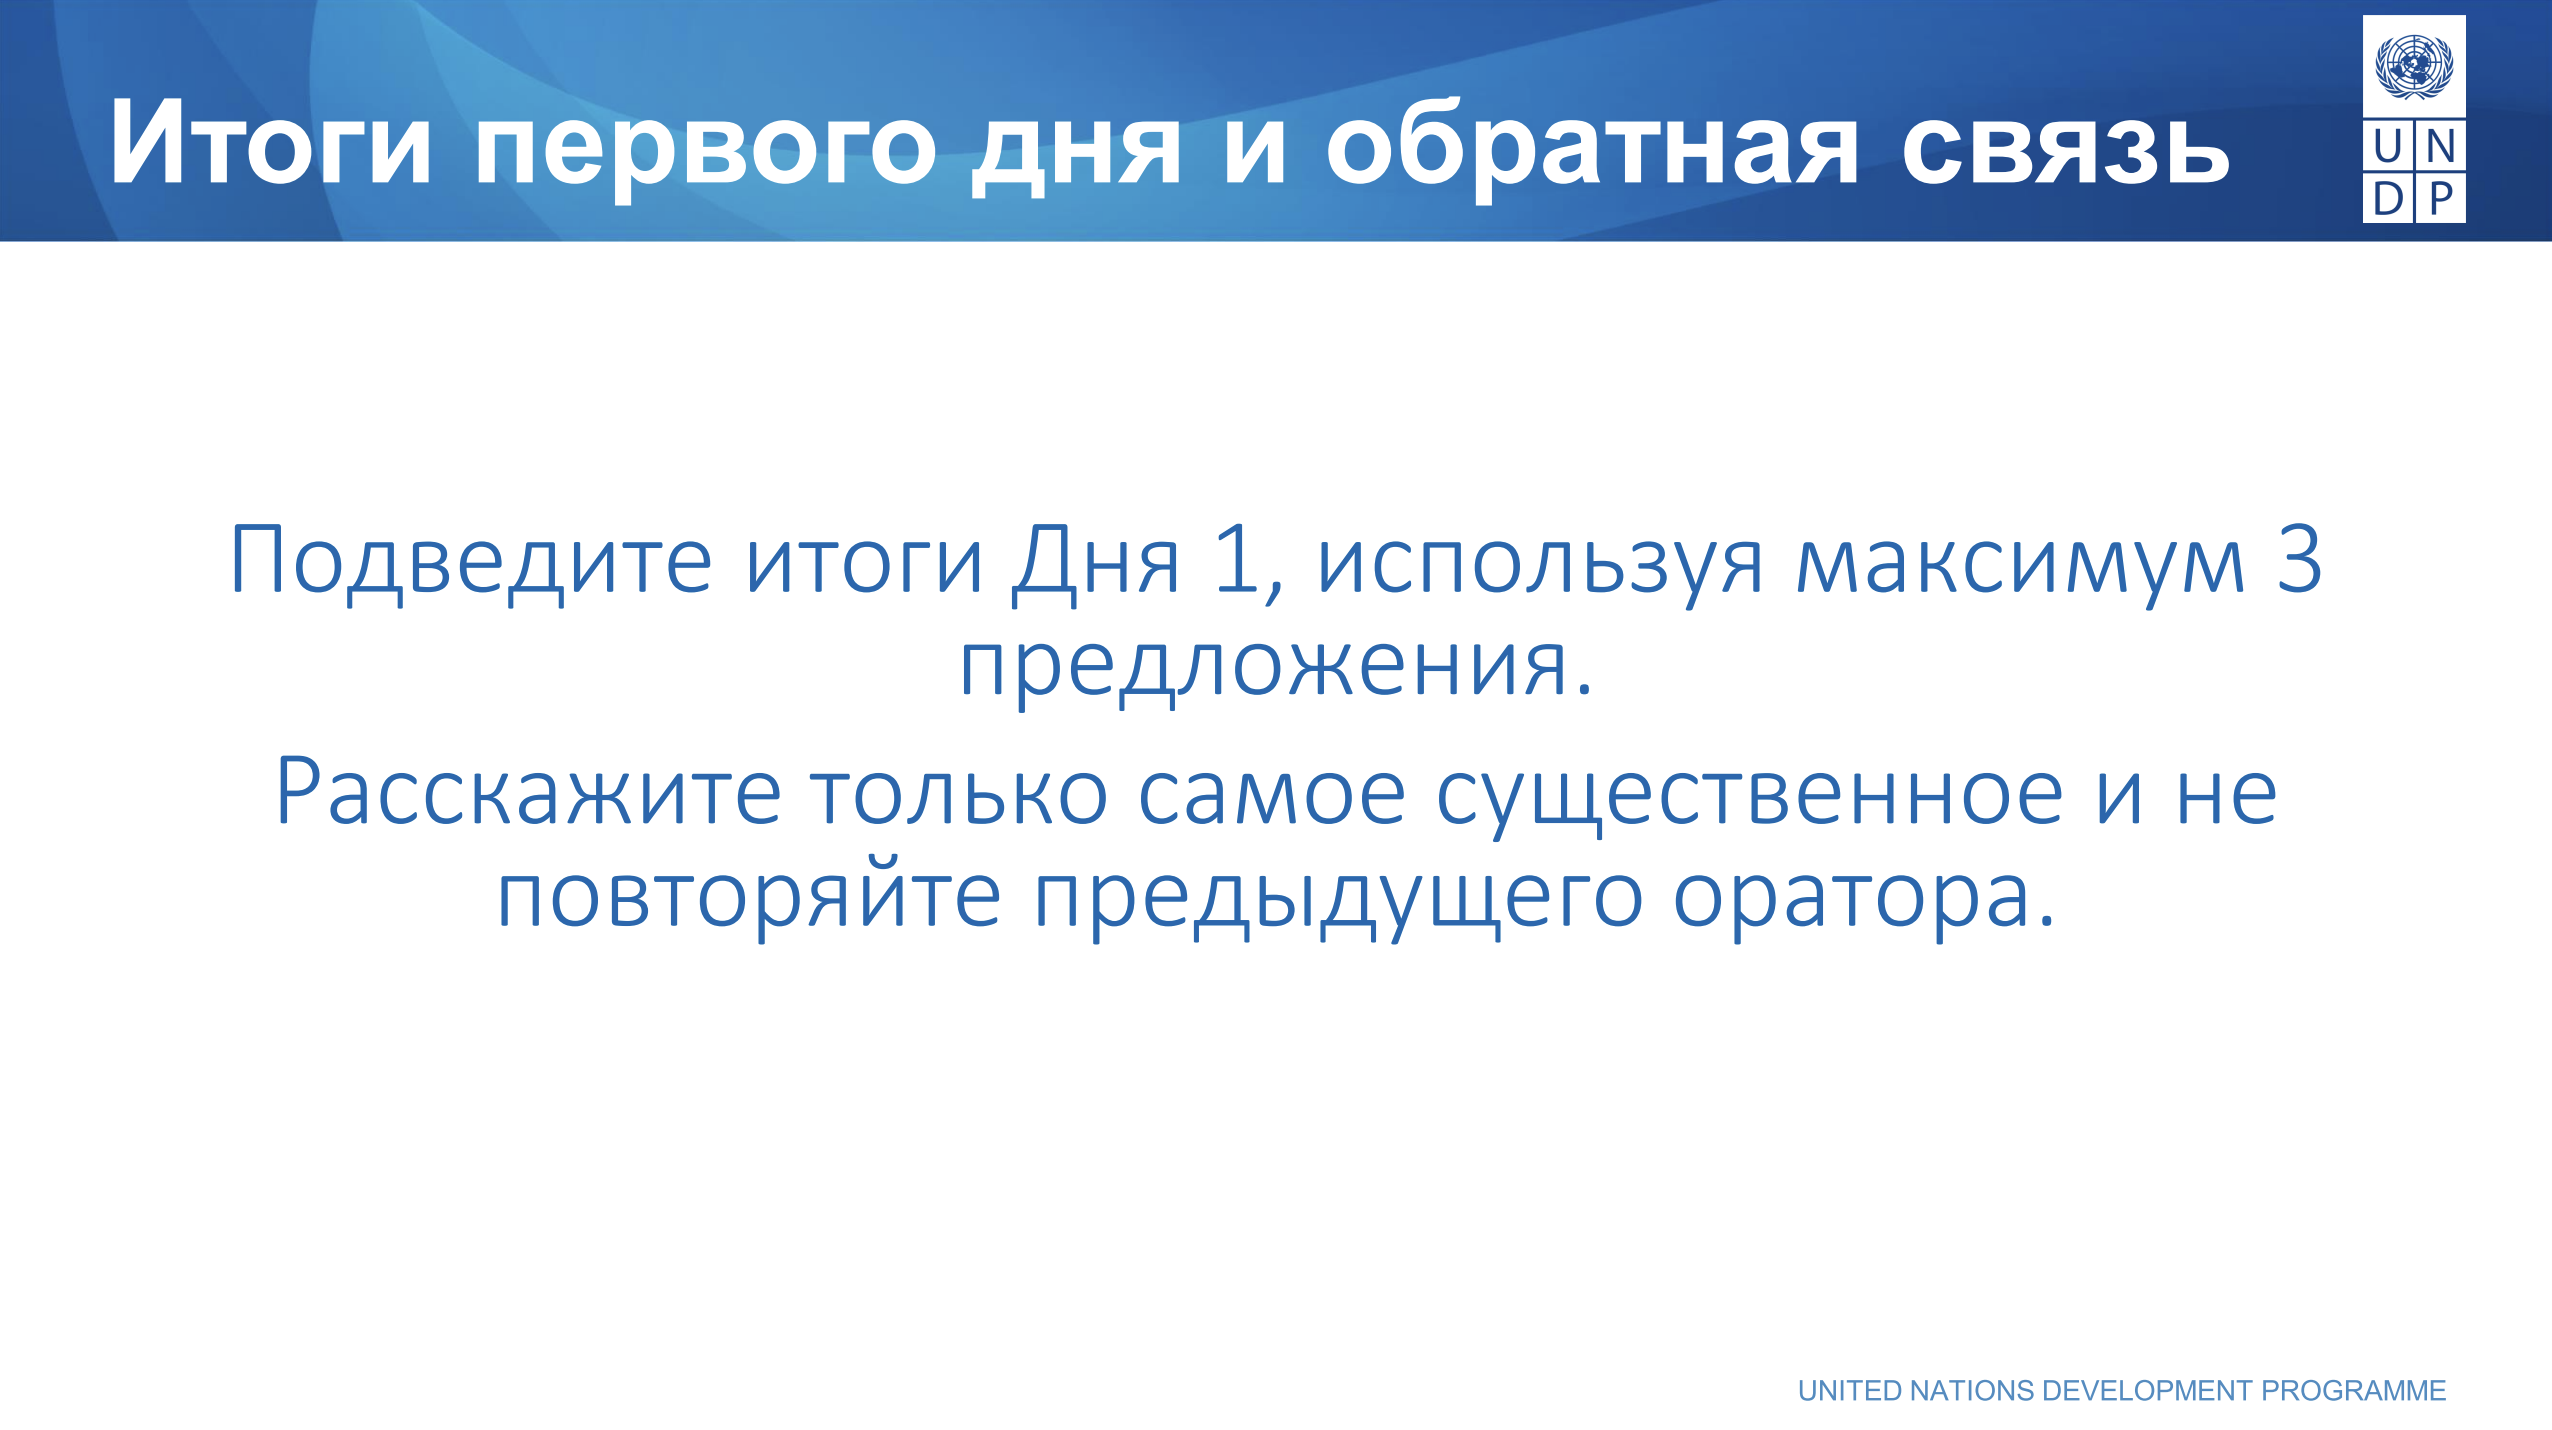 Итоги первого дня и обратная связь
U N
D P
Подведите итоги Дня 1, используя максимум 3
предложения.
Расскажите только самое существенное и не
повторяйте предыдущего оратора.
UNITED NATIONS DEVELOPMENT PROGRAMME